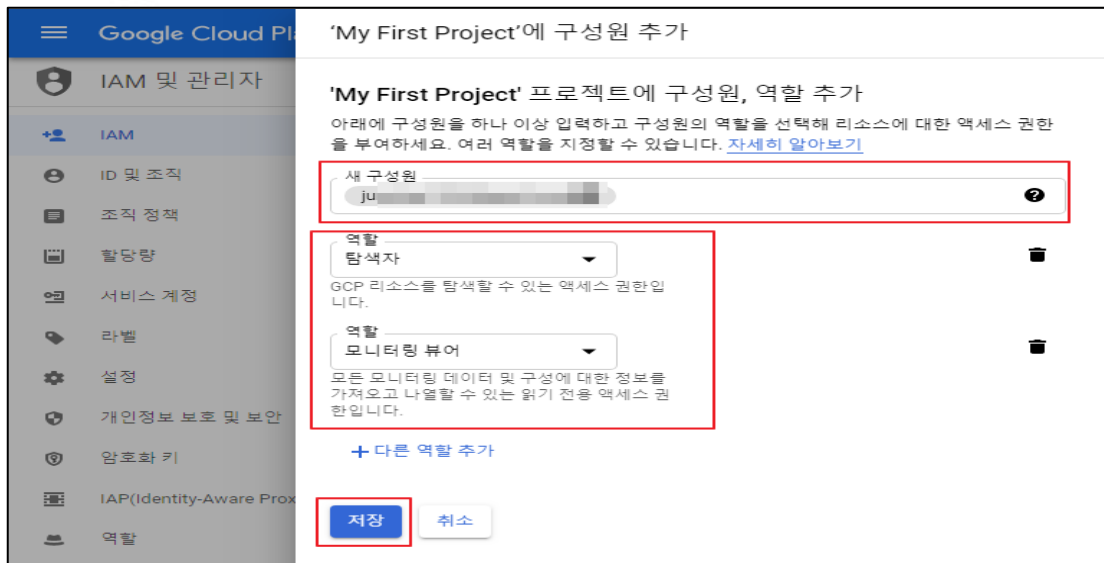 Google Cloud Pl
'My First Project'에 구성원 추가
IAM 및 관리자
IAM
ID 및 조직
조직 정책
할당량
서비스 계정
라벨
설정
개인정보 보호 및 보안
암호화 키
IAP(Identity-Aware Prox
역할
'My First Project' 프로젝트에 구성원, 역할 추가
아래에 구성원을 하나 이상 입력하고 구성원의 역할을 선택해 리소스에 대한 액세스 권한
을 부여하세요. 여러 역할을 지정할 수 있습니다. 자세히 알아보기
새 구성원
ju
역할
탐색자
GCP 리소스를 탐색할 수 있는 액세스 권한입
니다.
역할
모니터링 뷰어
모든 모니터링 데이터 및 구성에 대한 정보를
가져오고 나열할 수 있는 읽기 전용 액세스 권
한입니다.
+ 다른 역할 추가
저장
취소